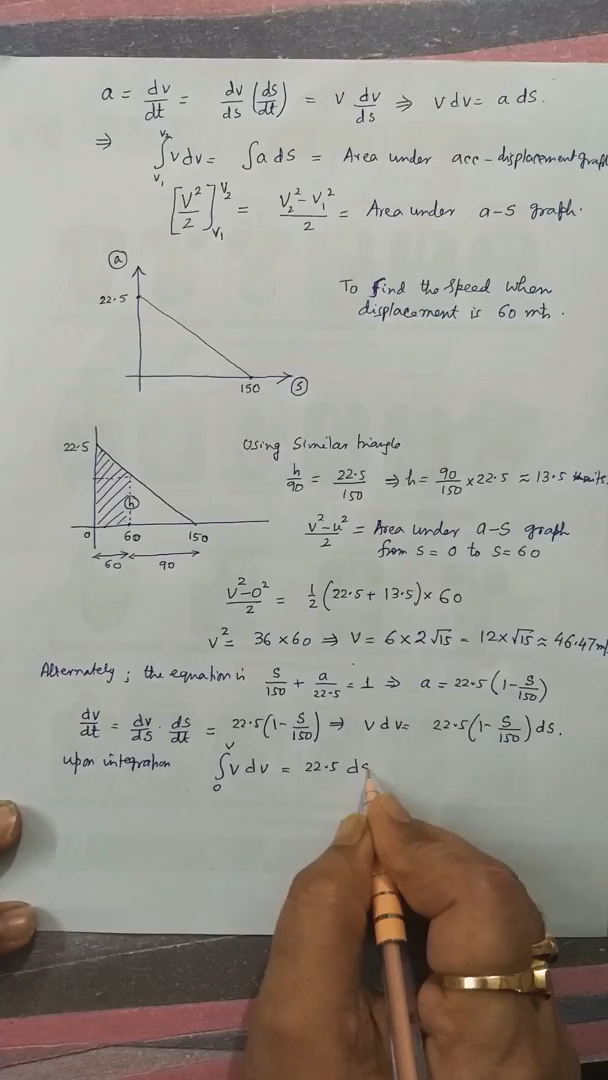 a = dv/dt = dv/ds (ds/dt) = v dv/ds ⇒ v dv = a ds.
⇒ ∫_{v₁}^{v₂} v dv = ∫ a ds = Area under acc-displacement graph
[v²/2]_{v₁}^{v₂} = (v₂² - v₁²)/2 = Area under a-s graph.
a
22.5
150
s
To find the speed when
displacement is 60 mts.
22.5
h
0 60 150
60 90
Using Similar triangle
h/90 = 22.5/150 ⇒ h = 90/150 × 22.5 ≈ 13.5 units.
(v² - u²)/2 = Area under a-s graph
from s = 0 to s = 60
(v² - 0²)/2 = 1/2 (22.5 + 13.5) × 60
v² = 36 × 60 ⇒ v = 6 × 2√15 = 12 × √15 ≈ 46.47 m/
Alternately; the equation is s/150 + a/22.5 = 1 ⇒ a = 22.5(1 - s/150)
dv/dt = dv/ds · ds/dt = 22.5(1 - s/150) ⇒ v dv = 22.5(1 - s/150) ds.
upon integration ∫_{0}^{v} v dv = 22.5 ds